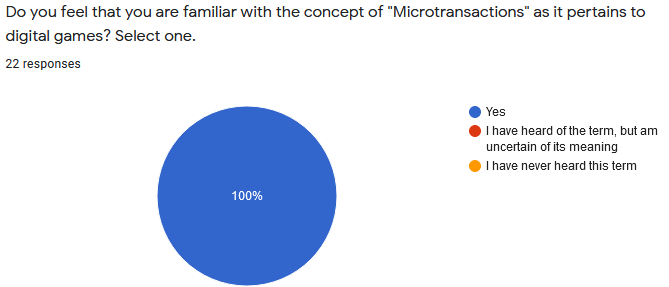 Do you feel that you are familiar with the concept of "Microtransactions" as it pertains to
digital games? Select one.
22 responses
100%
Yes
I have heard of the term, but am
uncertain of its meaning
I have never heard this term